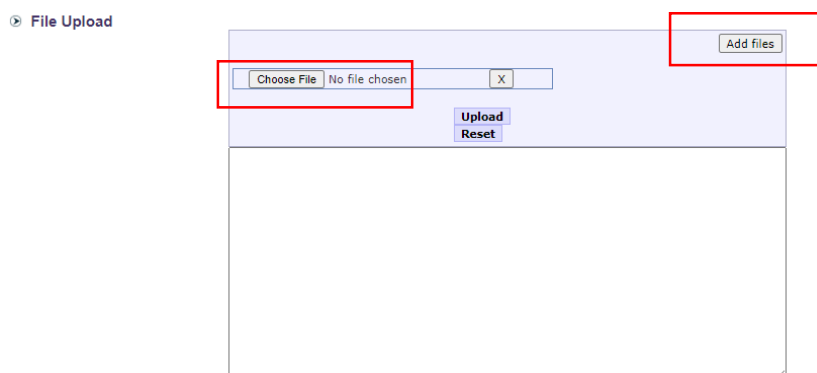 File Upload
Add files
Choose File No file chosen X
Upload
Reset